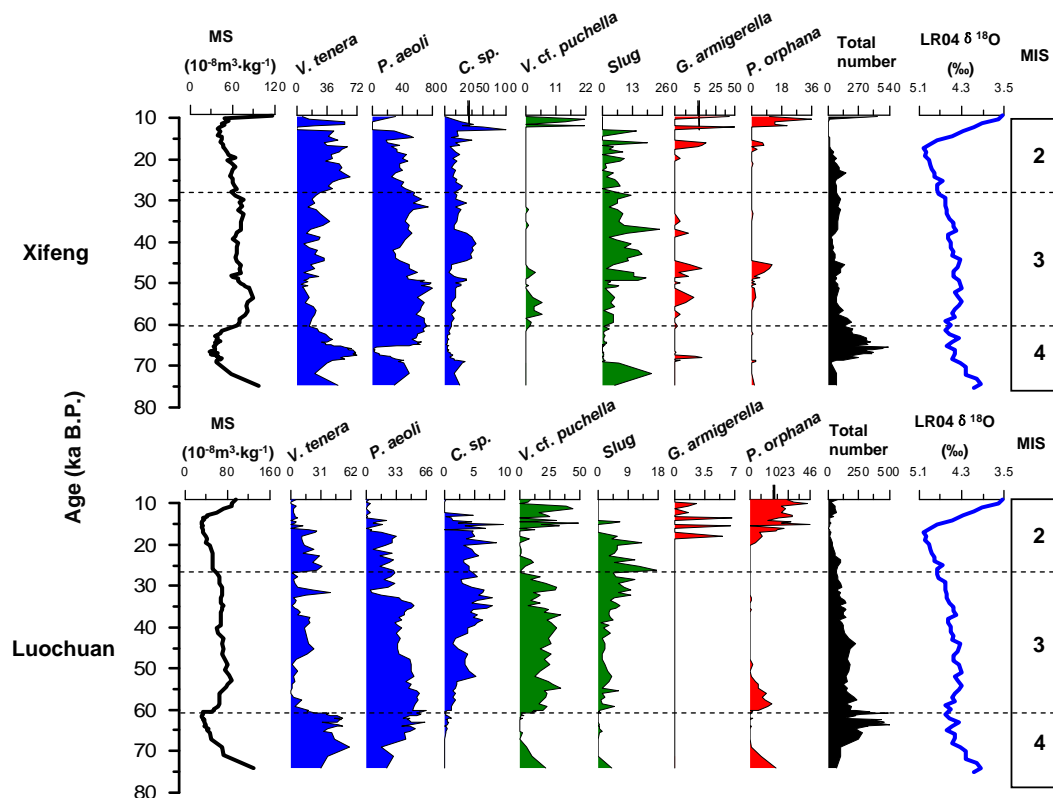 MS
(10⁻⁸m³·kg⁻¹)
V. tenera
P. aeoli
C. sp.
V. cf. puchella
Slug
G. armigerella
P. orphana
Total
number
LR04 δ ¹⁸O
(‰)
MIS
0 60 120
0 36 72
0 40 80
0 20 50 100
0 11 22
0 13 26
0 5 25 50
0 18 36
0 270 540
5.1 4.3 3.5
10
20
30
40
50
60
70
80
Xifeng
2
3
4
Age (ka B.P.)
MS
(10⁻⁸m³·kg⁻¹)
V. tenera
P. aeoli
C. sp.
V. cf. puchella
Slug
G. armigerella
P. orphana
Total
number
LR04 δ ¹⁸O
(‰)
MIS
0 80 160
0 31 62
0 33 66
0 5 10
0 25 50
0 9 18
0 3.5 7
0 10 23 46
0 250 500
5.1 4.3 3.5
10
20
30
40
50
60
70
80
Luochuan
2
3
4